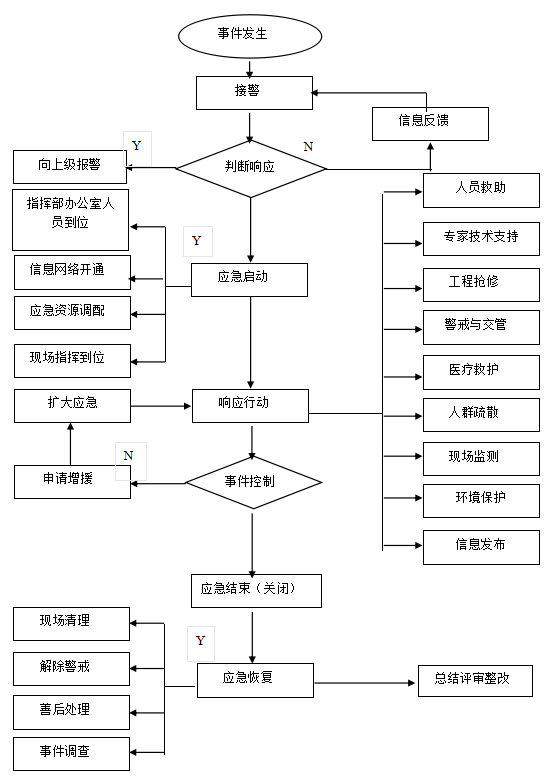 事件发生
接警
信息反馈
Y
N
向上级报警
判断响应
人员救助
指挥部办公室人
员到位
专家技术支持
Y
信息网络开通
应急启动
工程抢修
应急资源调配
警戒与交管
现场指挥到位
医疗救护
扩大应急
响应行动
人群疏散
N
现场监测
申请增援
事件控制
环境保护
信息发布
应急结束（关闭）
现场清理
Y
解除警戒
应急恢复
总结评审整改
善后处理
事件调查